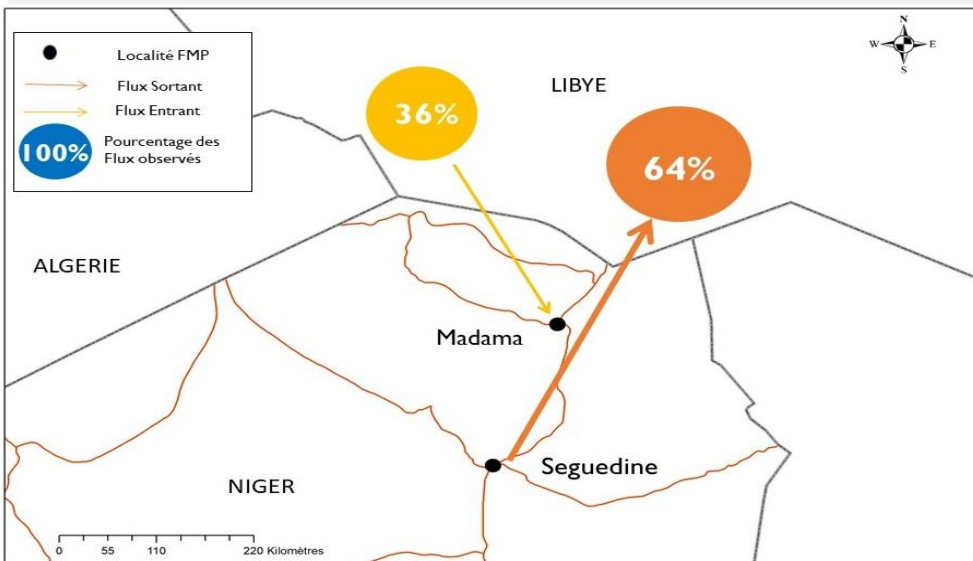 Localité FMP
Flux Sortant
Flux Entrant
100%
Pourcentage des
Flux observés
N
W
E
S
LIBYE
36%
64%
ALGERIE
Madama
Seguedine
NIGER
0 55 110 220 Kilomètres